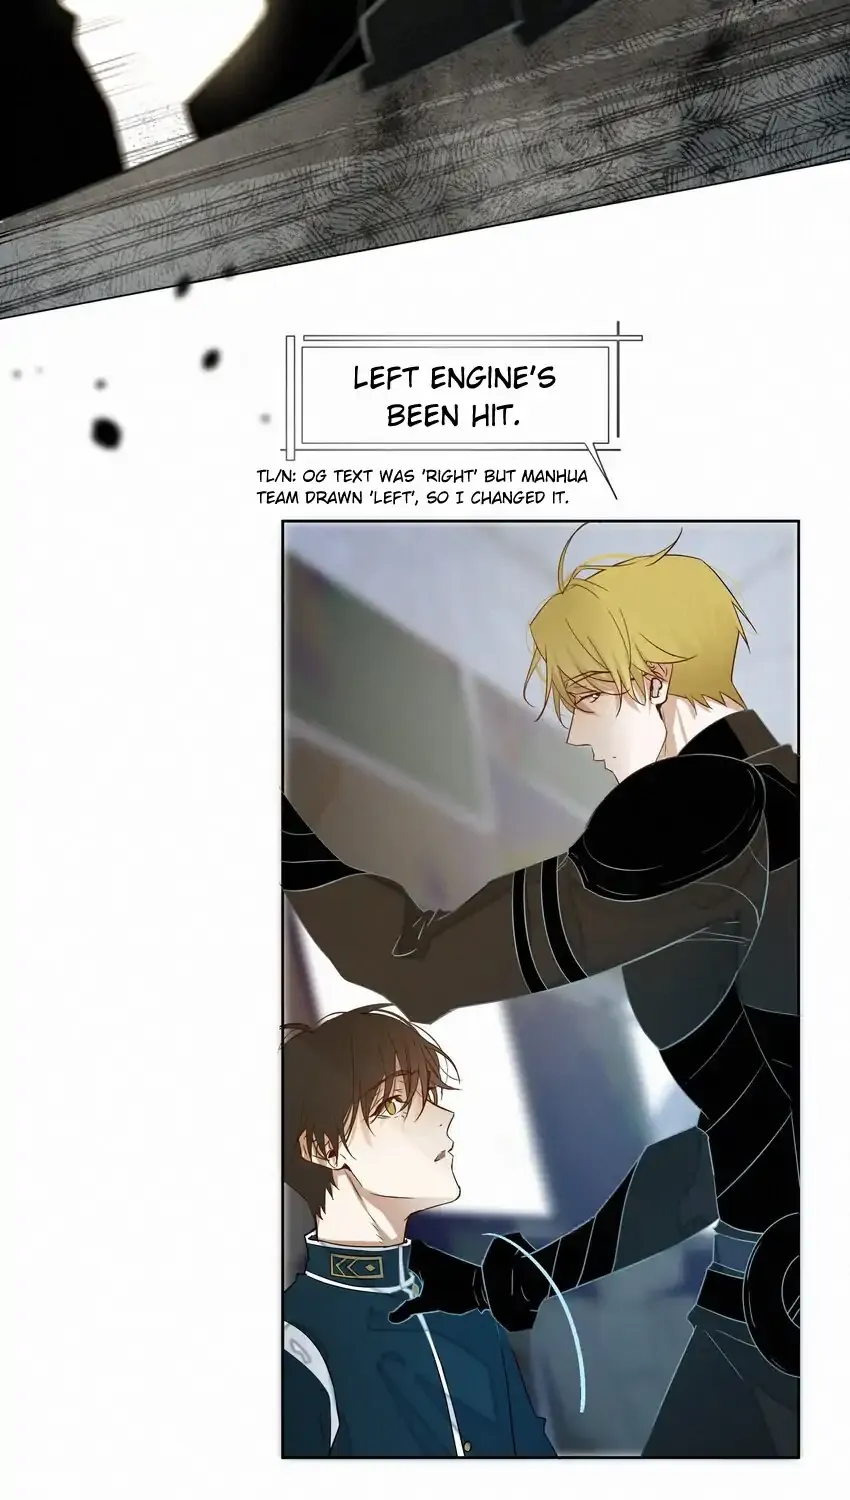 LEFT ENGINE'S
BEEN HIT.
TL/N: OG TEXT WAS 'RIGHT' BUT MANHUA
TEAM DRAWN 'LEFT', SO I CHANGED IT.